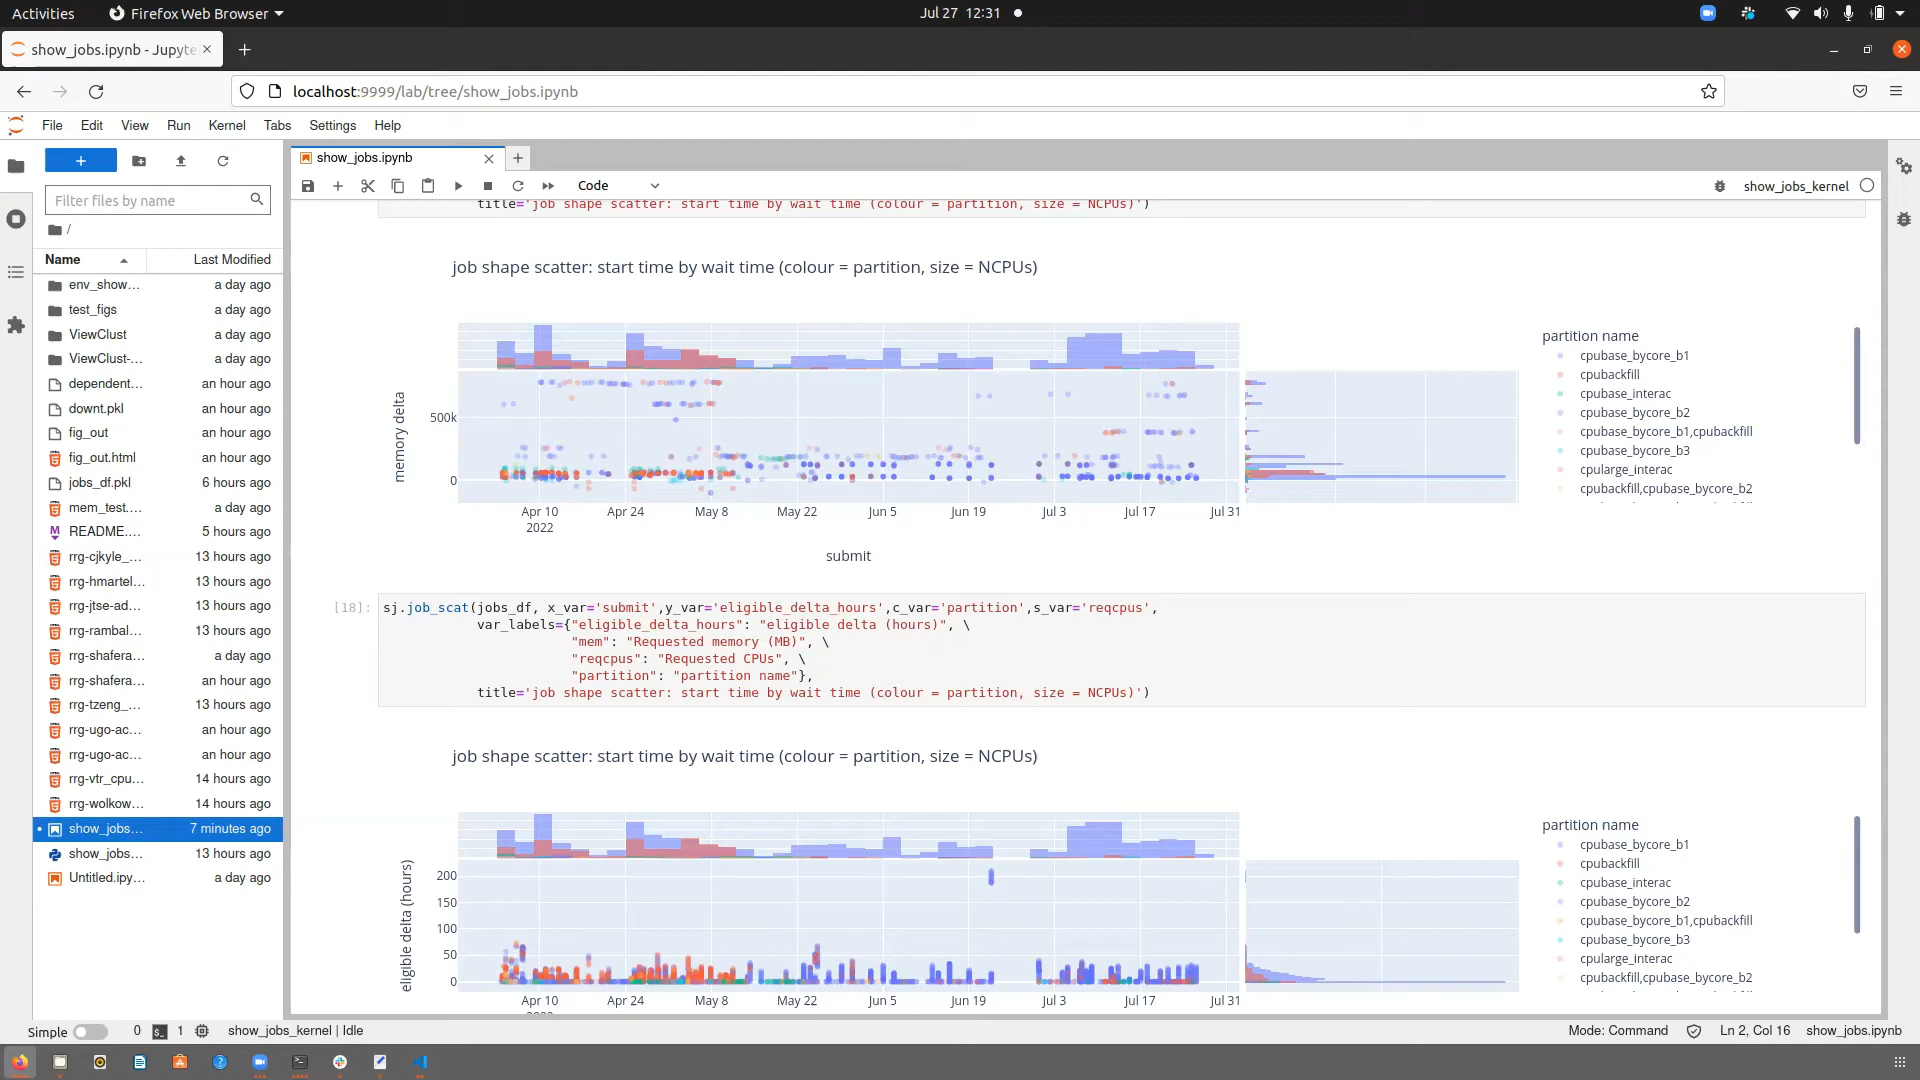 Activities
Firefox Web Browser
Jul 27 12:31
show_jobs.ipynb - Jupyte
localhost:9999/lab/tree/show_jobs.ipynb
File Edit View Run Kernel Tabs Settings Help
show_jobs.ipynb
Code
show_jobs_kernel
Filter files by name
/
Name Last Modified
env_show... a day ago
test_figs a day ago
ViewClust a day ago
ViewClust-... a day ago
dependent... an hour ago
downt.pkl an hour ago
fig_out an hour ago
fig_out.html an hour ago
jobs_df.pkl 6 hours ago
mem_test.... a day ago
README.... 5 hours ago
rrg-cjkyle_... 13 hours ago
rrg-hmartel... 13 hours ago
rrg-jtse-ad... 13 hours ago
rrg-rambal... 13 hours ago
rrg-shafera... a day ago
rrg-shafera... an hour ago
rrg-tzeng_... 13 hours ago
rrg-ugo-ac... an hour ago
rrg-ugo-ac... an hour ago
rrg-vtr_cpu... 14 hours ago
rrg-wolkow... 14 hours ago
show_jobs... 7 minutes ago
show_jobs... 13 hours ago
Untitled.ipy... a day ago
title='job shape scatter: start time by wait time (colour = partition, size = NCPUs)')
job shape scatter: start time by wait time (colour = partition, size = NCPUs)
memory delta
500k
0
Apr 10 Apr 24 May 8 May 22 Jun 5 Jun 19 Jul 3 Jul 17 Jul 31
2022
submit
partition name
cpubase_bycore_b1
cpubackfill
cpubase_interac
cpubase_bycore_b2
cpubase_bycore_b1,cpubackfill
cpubase_bycore_b3
cpularge_interac
cpubackfill,cpubase_bycore_b2
[18]:
sj.job_scat(jobs_df, x_var='submit',y_var='eligible_delta_hours',c_var='partition',s_var='reqcpus',
var_labels={"eligible_delta_hours": "eligible delta (hours)", \
"mem": "Requested memory (MB)", \
"reqcpus": "Requested CPUs", \
"partition": "partition name"},
title='job shape scatter: start time by wait time (colour = partition, size = NCPUs)')
job shape scatter: start time by wait time (colour = partition, size = NCPUs)
eligible delta (hours)
200
150
100
50
0
Apr 10 Apr 24 May 8 May 22 Jun 5 Jun 19 Jul 3 Jul 17 Jul 31
partition name
cpubase_bycore_b1
cpubackfill
cpubase_interac
cpubase_bycore_b2
cpubase_bycore_b1,cpubackfill
cpubase_bycore_b3
cpularge_interac
cpubackfill,cpubase_bycore_b2
Simple 0 1 show_jobs_kernel | Idle
Mode: Command Ln 2, Col 16 show_jobs.ipynb